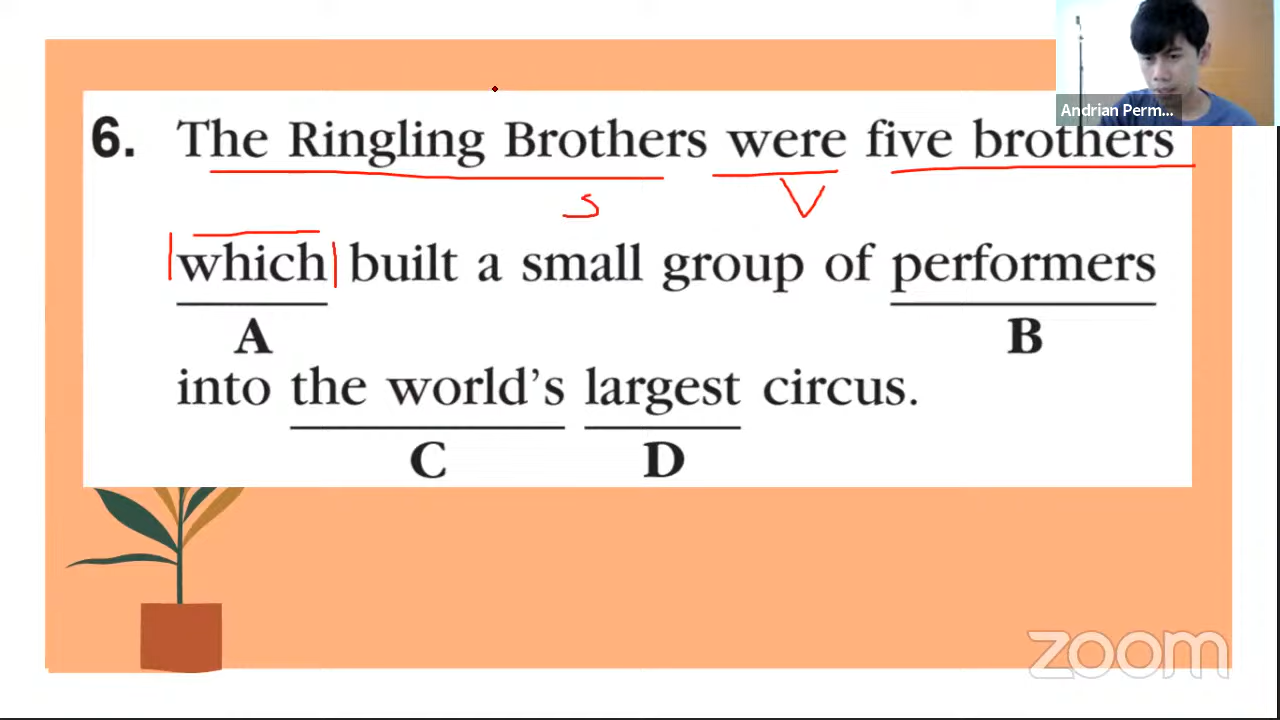 Andrian Perm...
6. The Ringling Brothers were five brothers
S V
which built a small group of performers
A B
into the world's largest circus.
C D
zoom